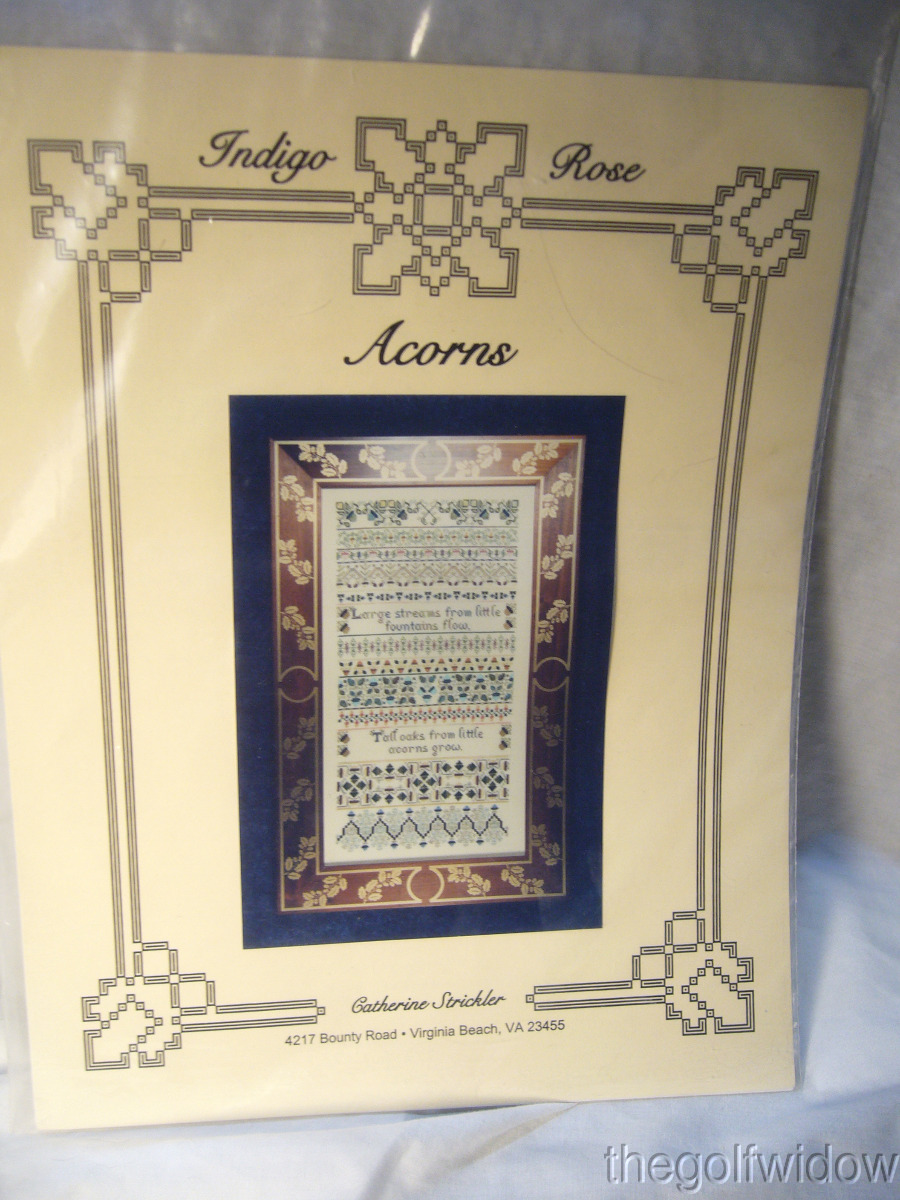 Indigo Rose
Acorns
Large streams from little
fountains flow.
Tall oaks from little
acorns grow.
Catherine Strickler
4217 Bounty Road • Virginia Beach, VA 23455
thegolfwidow